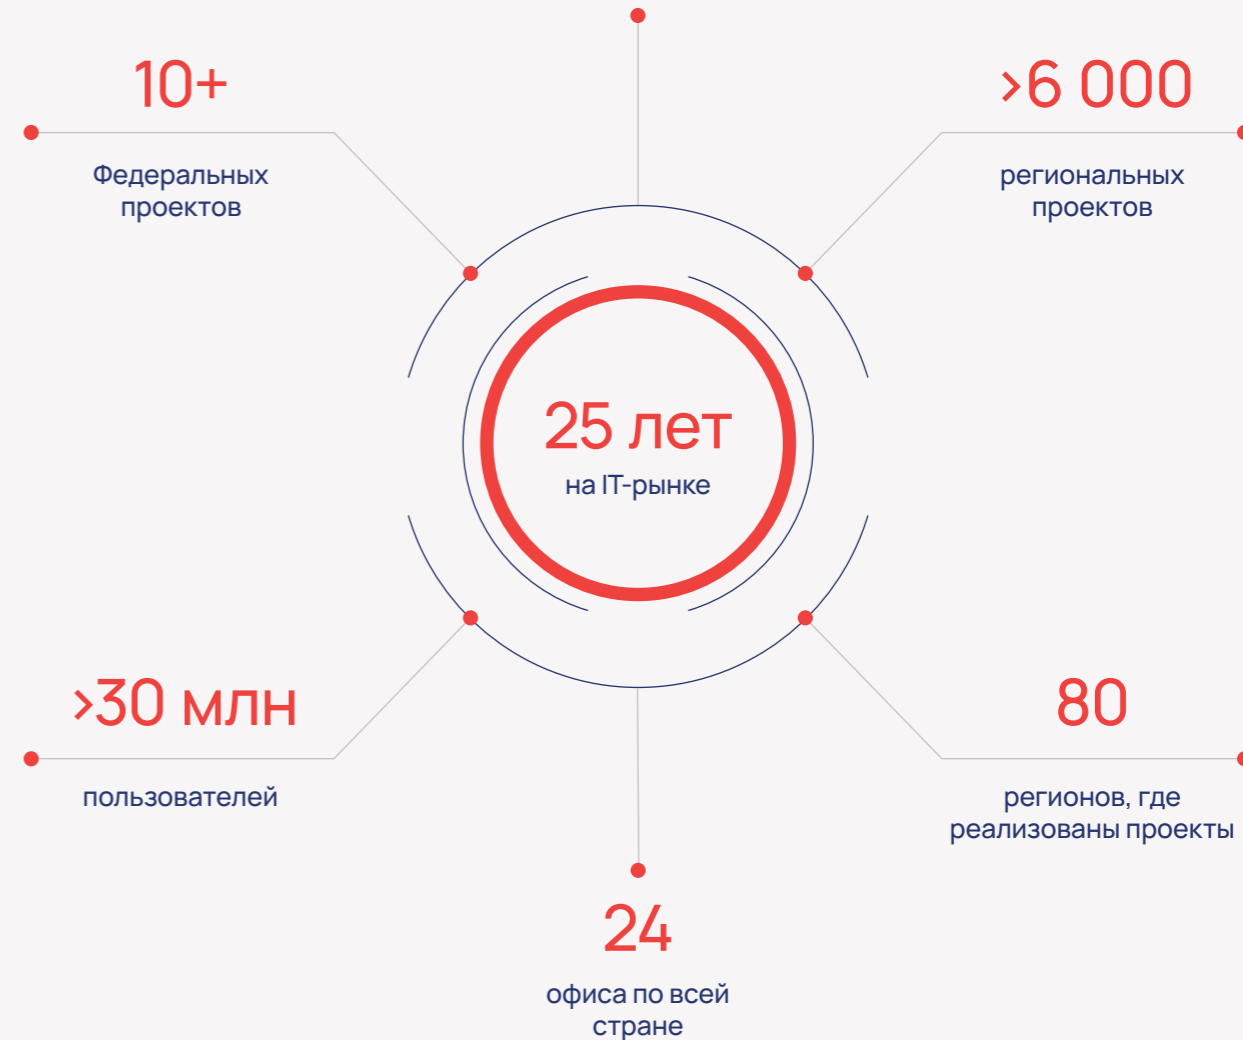 10+
Федеральных
проектов
>6 000
региональных
проектов
25 лет
на IT-рынке
>30 млн
пользователей
80
регионов, где
реализованы проекты
24
офиса по всей
стране